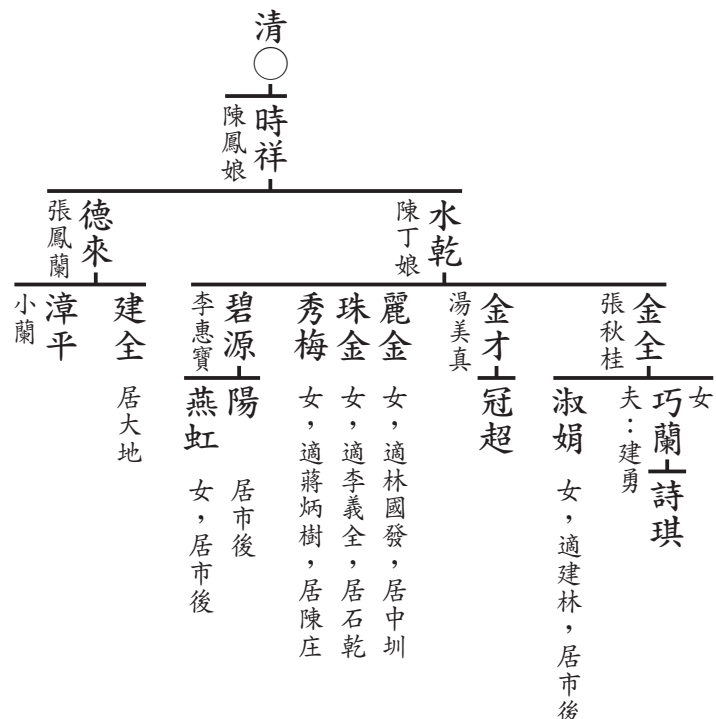 清○
時祥
陳鳳娘
水乾
陳丁娘
德來
張鳳蘭
金全
張秋桂
金才
湯美真
麗金 女，適林國發，居中圳
珠金 女，適李義全，居石乾
秀梅 女，適蔣炳樹，居陳庄
碧源
李惠寶
建全 居大地
漳平
小蘭
女
巧蘭
夫：建勇
詩琪
淑娟 女，適建林，居市後
冠超
陽 居市後
燕虹 女，居市後